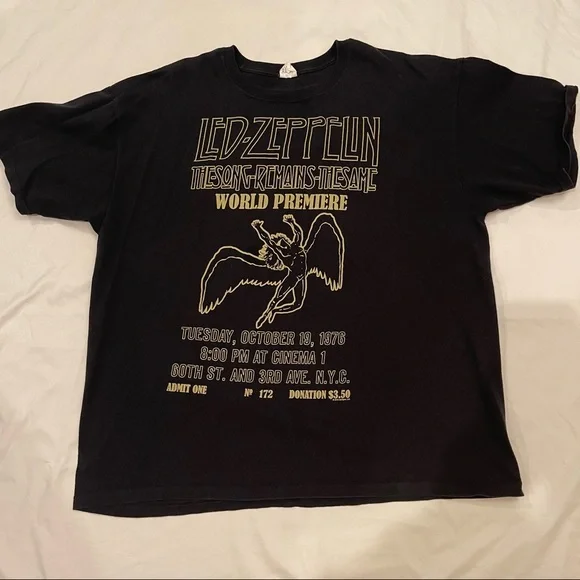 LED-ZEPPELIN
THE SONG-REMAINS-THE SAME
WORLD PREMIERE
TUESDAY, OCTOBER 19, 1976
8:00 PM AT CINEMA 1
60TH ST. AND 3RD AVE. N.Y.C.
ADMIT ONE Nº 172 DONATION $3.50